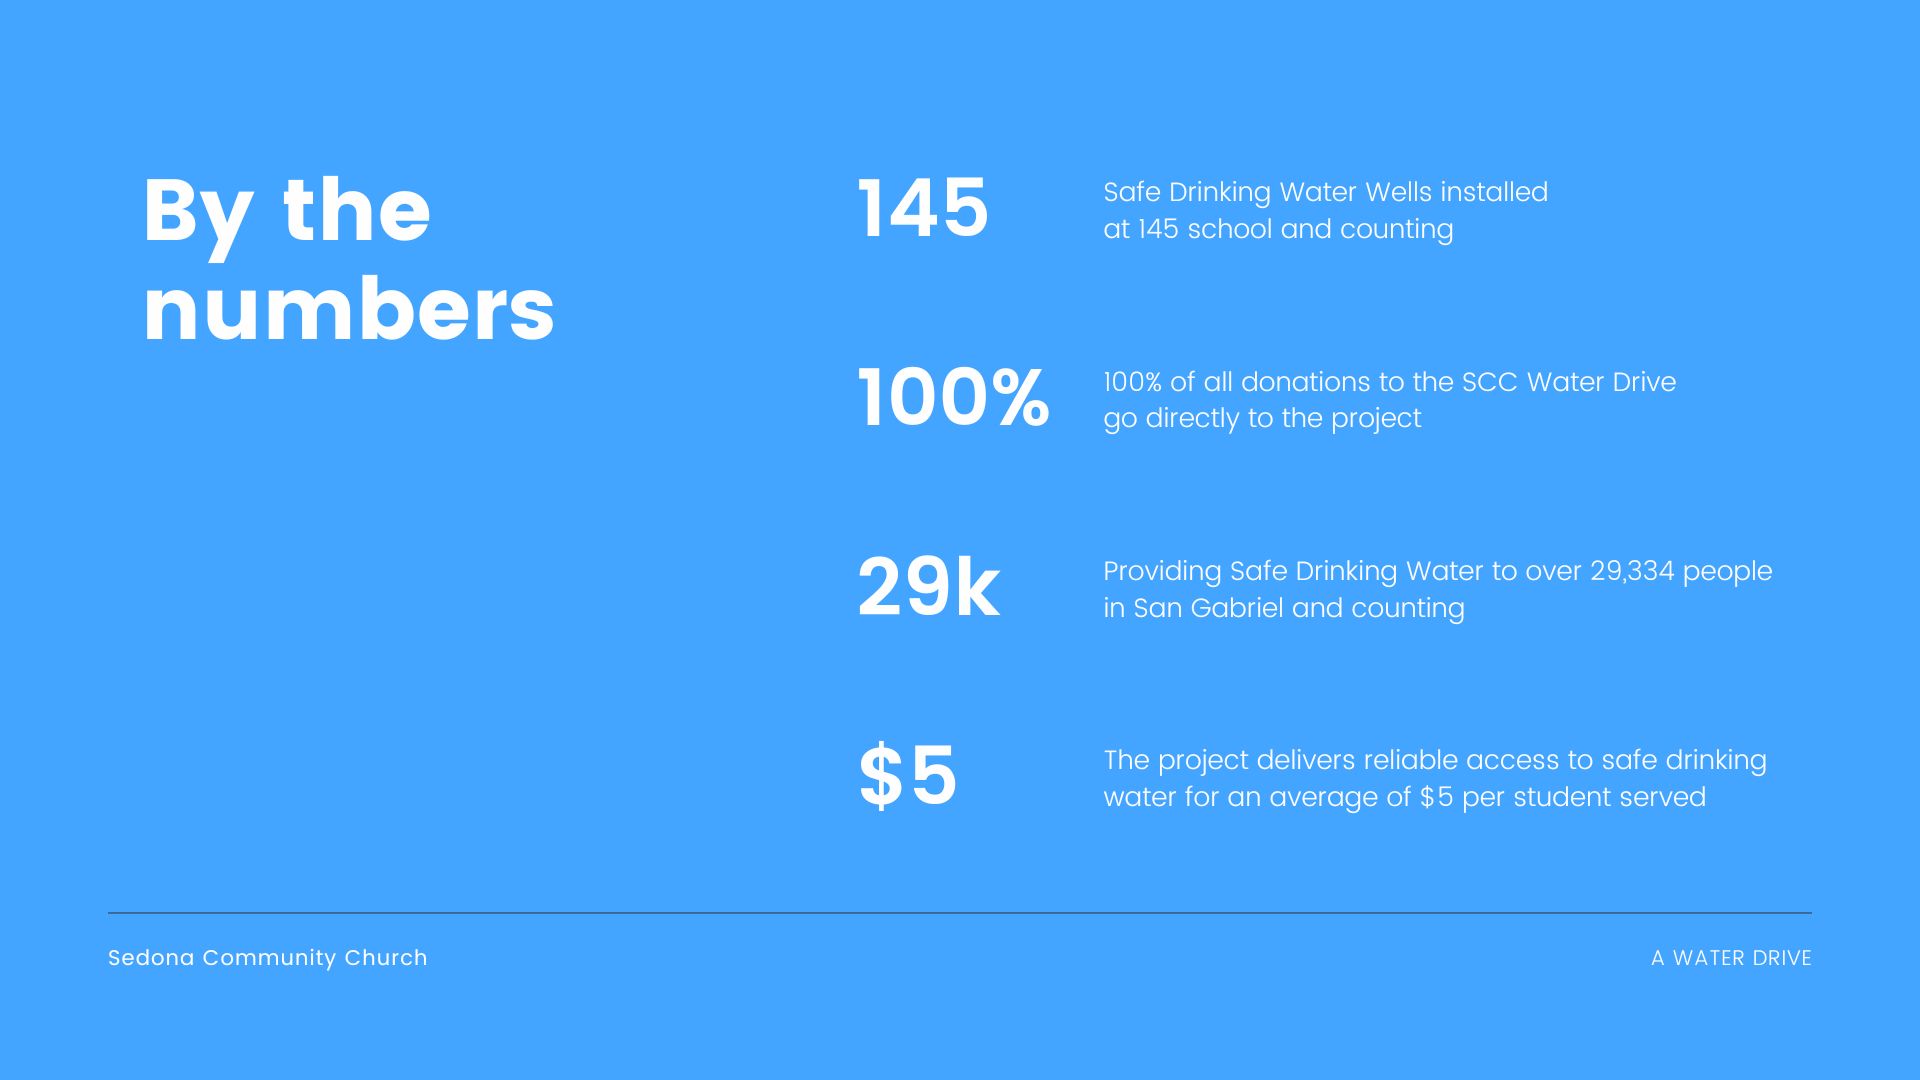 By the
numbers
145
Safe Drinking Water Wells installed
at 145 school and counting
100%
100% of all donations to the SCC Water Drive
go directly to the project
29k
Providing Safe Drinking Water to over 29,334 people
in San Gabriel and counting
$5
The project delivers reliable access to safe drinking
water for an average of $5 per student served
Sedona Community Church
A WATER DRIVE